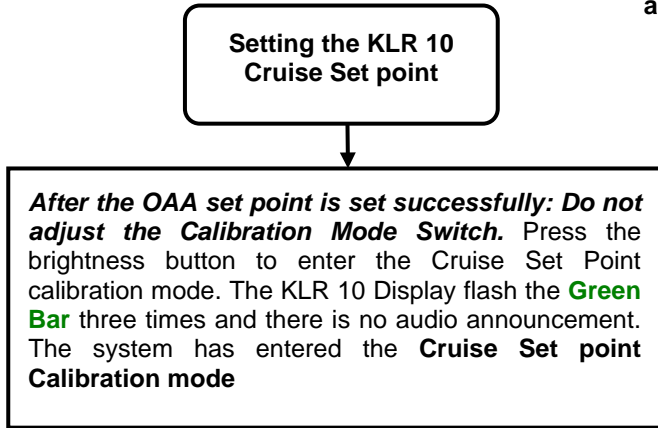 a
Setting the KLR 10
Cruise Set point
After the OAA set point is set successfully: Do not
adjust the Calibration Mode Switch. Press the
brightness button to enter the Cruise Set Point
calibration mode. The KLR 10 Display flash the Green
Bar three times and there is no audio announcement.
The system has entered the Cruise Set point
Calibration mode